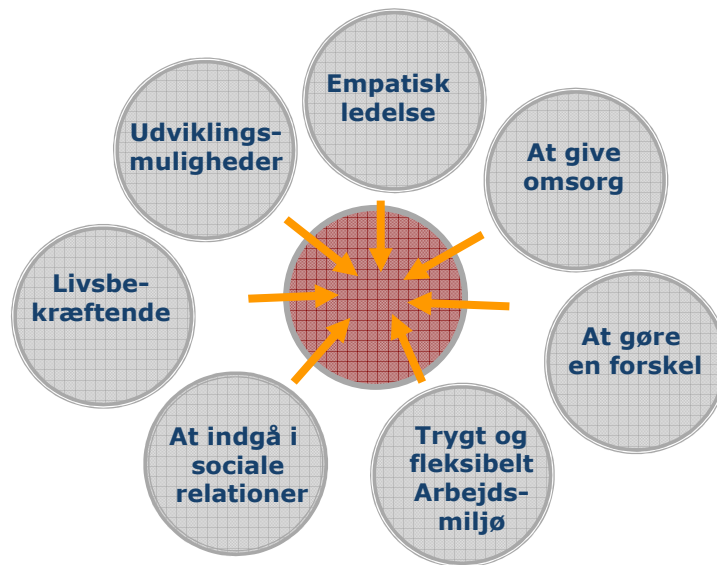 Empatisk
ledelse
Udviklings-
muligheder
At give
omsorg
Livsbe-
kræftende
At gøre
en forskel
At indgå i
sociale
relationer
Trygt og
fleksibelt
Arbejds-
miljø